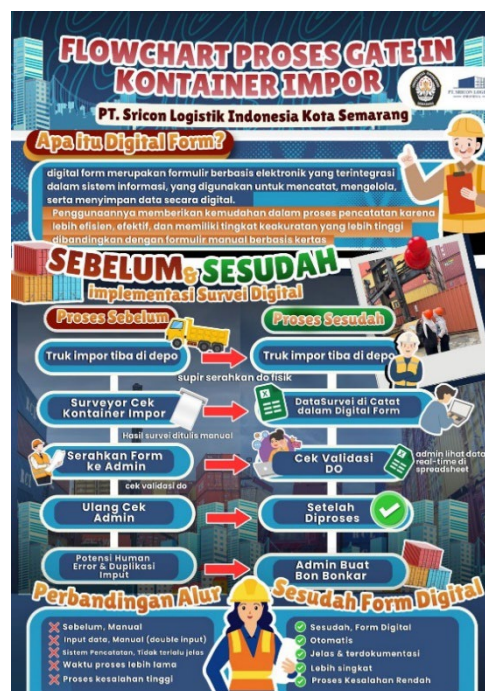 FLOWCHART PROSES GATE IN
KONTAINER IMPOR
PT. Sricon Logistik Indonesia Kota Semarang
Apa itu Digital Form?
digital form merupakan formulir berbasis elektronik yang terintegrasi
dalam sistem informasi, yang digunakan untuk mencatat, mengelola,
serta menyimpan data secara digital.
Penggunaannya memberikan kemudahan dalam proses pencatatan karena
lebih efisien, efektif, dan memiliki tingkat keakuratan yang lebih tinggi
dibandingkan dengan formulir manual berbasis kertas
SEBELUM & SESUDAH
implementasi Survei Digital
Proses Sebelum
Proses Sesudah
Truk impor tiba di depo
Truk impor tiba di depo
supir serahkan do fisik
Surveyor Cek
Kontainer Impor
DataSurvei di Catat
dalam Digital Form
Hasil survei ditulis manual
Serahkan Form
ke Admin
Cek Validasi
DO
admin lihat data
real-time di
spreadsheet
cek validasi do
Ulang Cek
Admin
Setelah
Diproses
Potensi Human
Error & Duplikasi
Imput
Admin Buat
Bon Bonkar
Perbandingan Alur
Sesudah Form Digital
Sebelum, Manual
Input data, Manual (double input)
Sistem Pencatatan, Tidak terlalu jelas
Waktu proses lebih lama
Proses kesalahan tinggi
Sesudah, Form Digital
Otomatis
Jelas & terdokumentasi
Lebih singkat
Proses Kesalahan Rendah